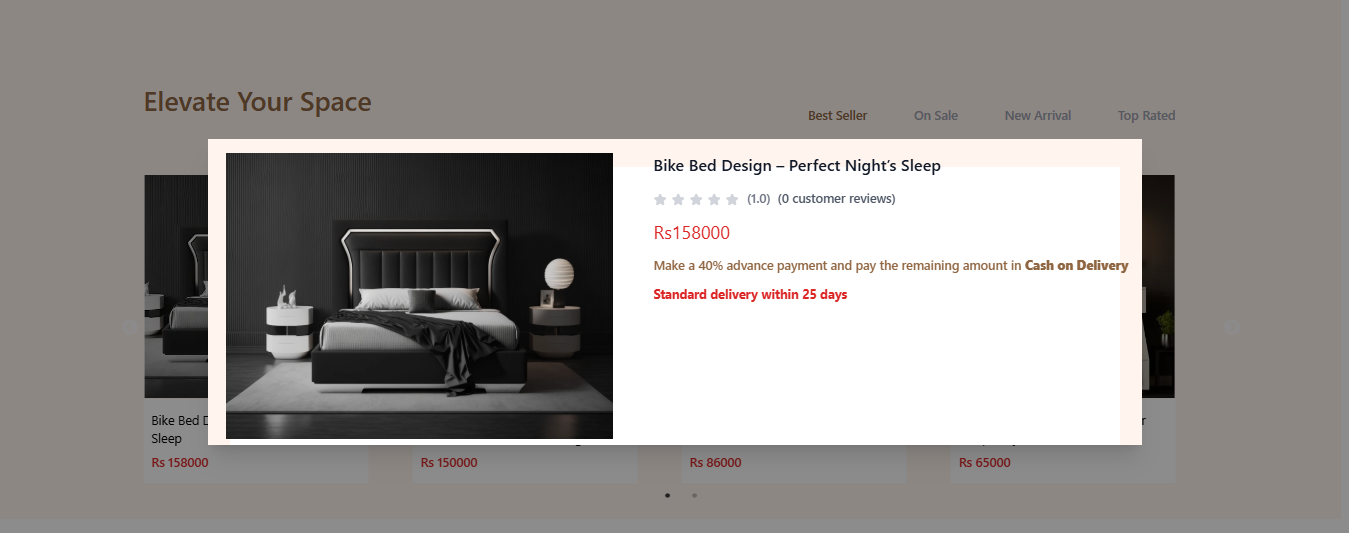 Elevate Your Space
Best Seller
On Sale
New Arrival
Top Rated
Bike Bed Design – Perfect Night's Sleep
(1.0) (0 customer reviews)
Rs158000
Make a 40% advance payment and pay the remaining amount in Cash on Delivery
Standard delivery within 25 days
Bike Bed
Sleep
Rs 158000
Rs 150000
Rs 86000
Rs 65000